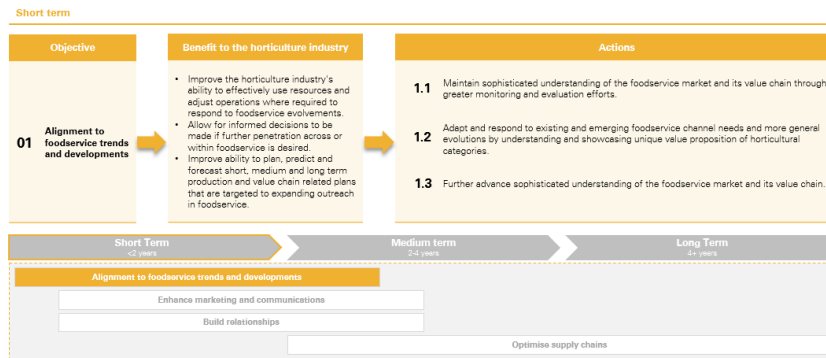 Short term
Objective
Benefit to the horticulture industry
Actions
01
Alignment to
foodservice trends
and developments
• Improve the horticulture industry's
ability to effectively use resources and
adjust operations where required to
respond to foodservice evolvements.
• Allow for informed decisions to be
made if further penetration across or
within foodservice is desired.
• Improve ability to plan, predict and
forecast short, medium and long term
production and value chain related plans
that are targeted to expanding outreach
in foodservice.
1.1 Maintain sophisticated understanding of the foodservice market and its value chain through
greater monitoring and evaluation efforts.
1.2 Adapt and respond to existing and emerging foodservice channel needs and more general
evolutions by understanding and showcasing unique value proposition of horticultural
categories.
1.3 Further advance sophisticated understanding of the foodservice market and its value chain.
Short Term
<2 years
Medium term
2-4 years
Long Term
4+ years
Alignment to foodservice trends and developments
Enhance marketing and communications
Build relationships
Optimise supply chains